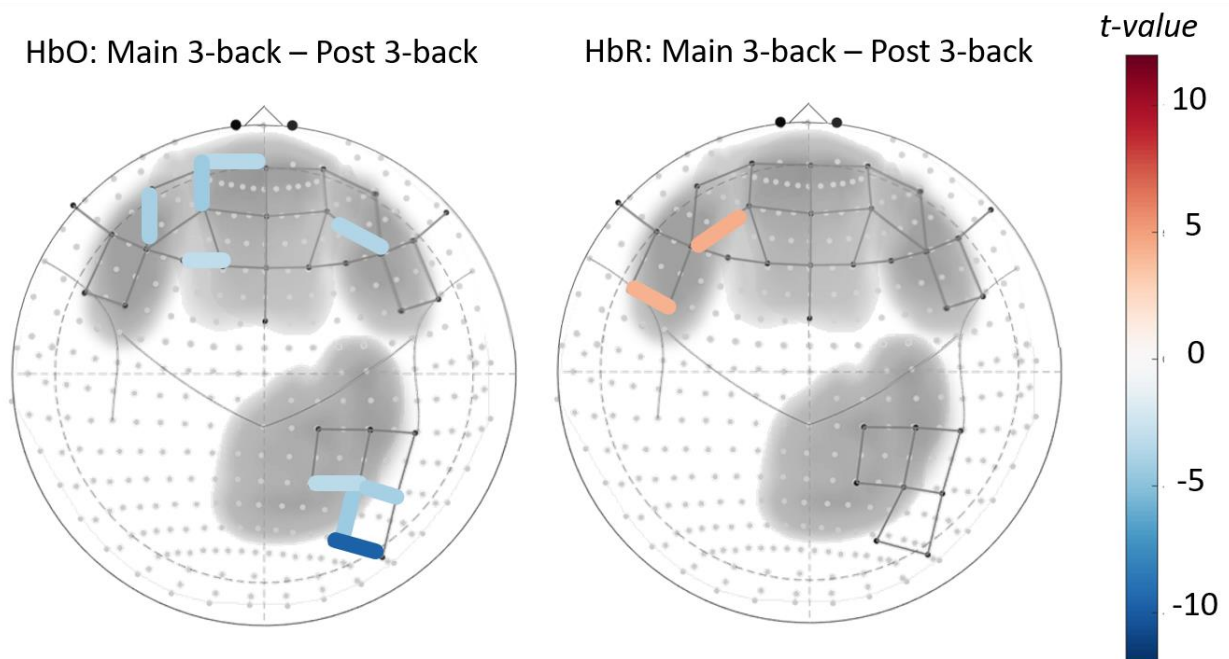 t-value
HbO: Main 3-back – Post 3-back
HbR: Main 3-back – Post 3-back
10
5
0
-5
-10